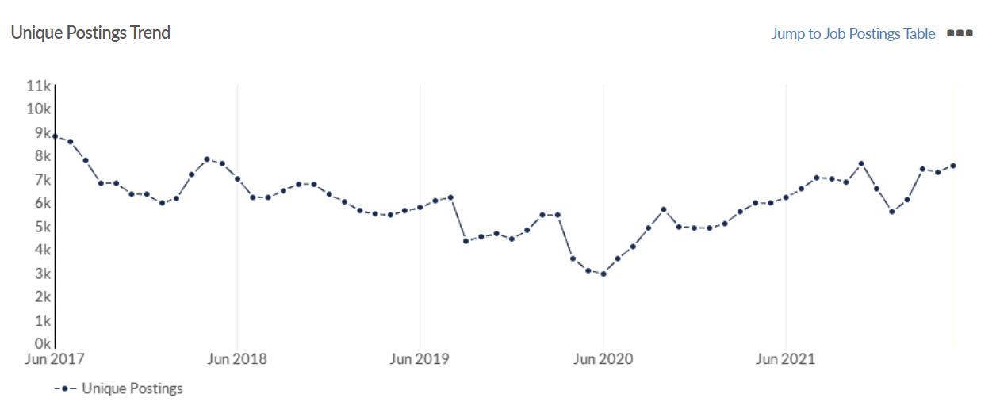 Unique Postings Trend
Jump to Job Postings Table
11k
10k
9k
8k
7k
6k
5k
4k
3k
2k
1k
0k
Jun 2017 Jun 2018 Jun 2019 Jun 2020 Jun 2021
Unique Postings